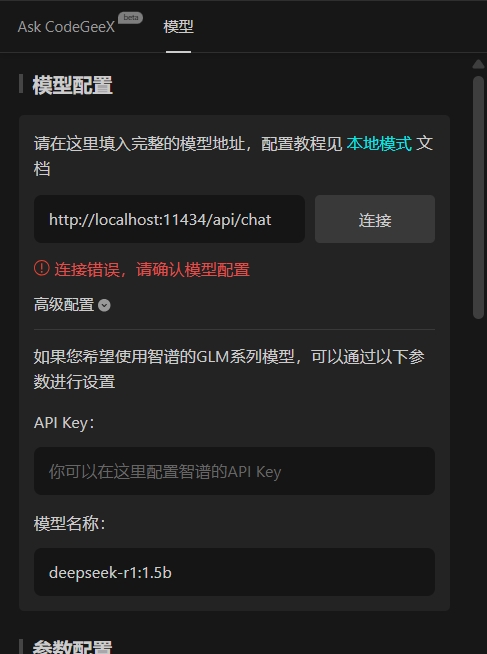 Ask CodeGeeX beta 模型
模型配置
请在这里填入完整的模型地址，配置教程见 本地模式 文
档
http://localhost:11434/api/chat 连接
连接错误，请确认模型配置
高级配置
如果您希望使用智谱的GLM系列模型，可以通过以下参
数进行设置
API Key：
你可以在这里配置智谱的API Key
模型名称：
deepseek-r1:1.5b
参数配置